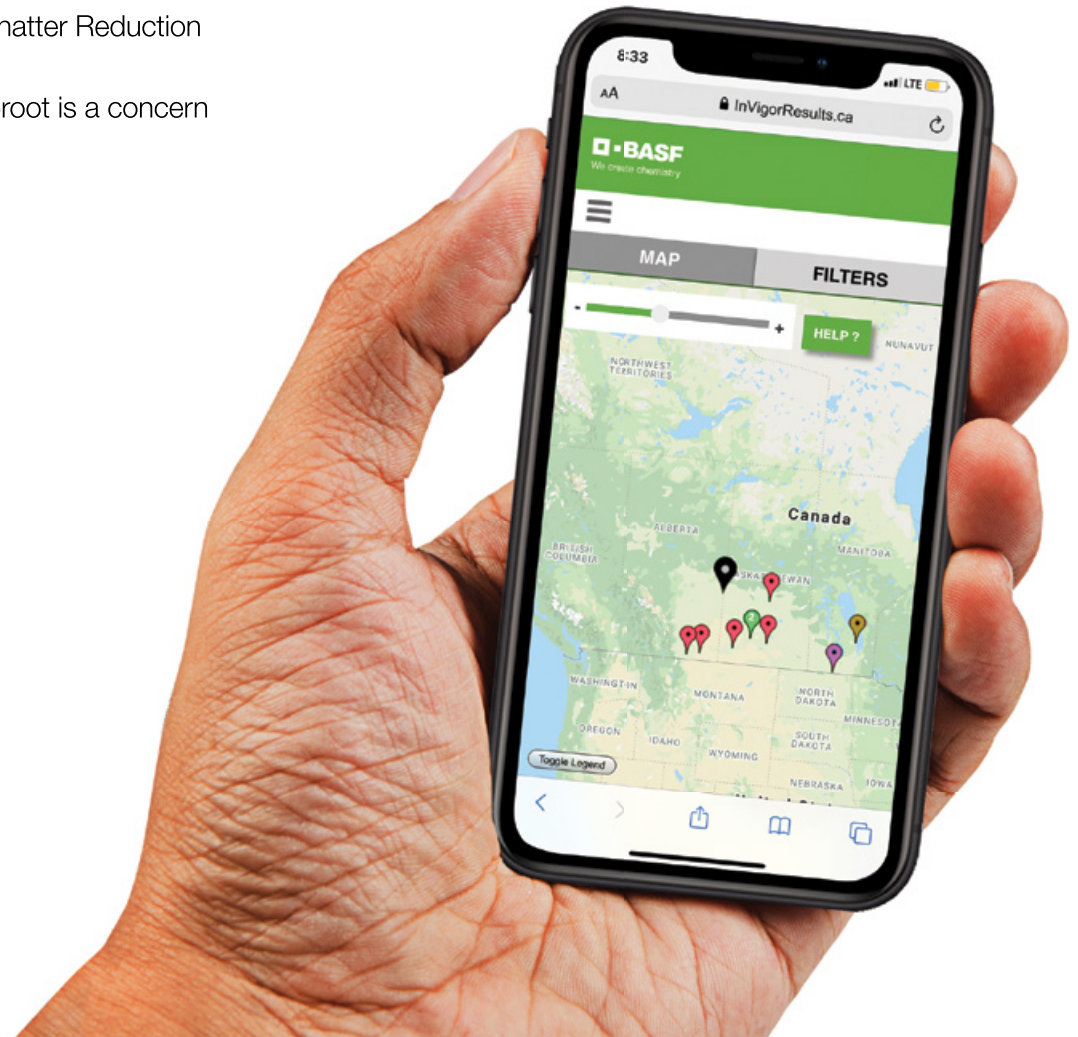 hatter Reduction
root is a concern
8:33
LTE
AA
InVigorResults.ca
BASF
We create chemistry
MAP
FILTERS
- +
HELP ?
NUNAVUT
NORTHWEST
TERRITORIES
Canada
ALBERTA
MANITOBA
BRITISH
COLUMBIA
2
WASHINGTON
MONTANA
NORTH
DAKOTA
MINNESOT
OREGON
IDAHO
SOUTH
DAKOTA
WYOMING
Toggle Legend
NEBRASKA
IOWA